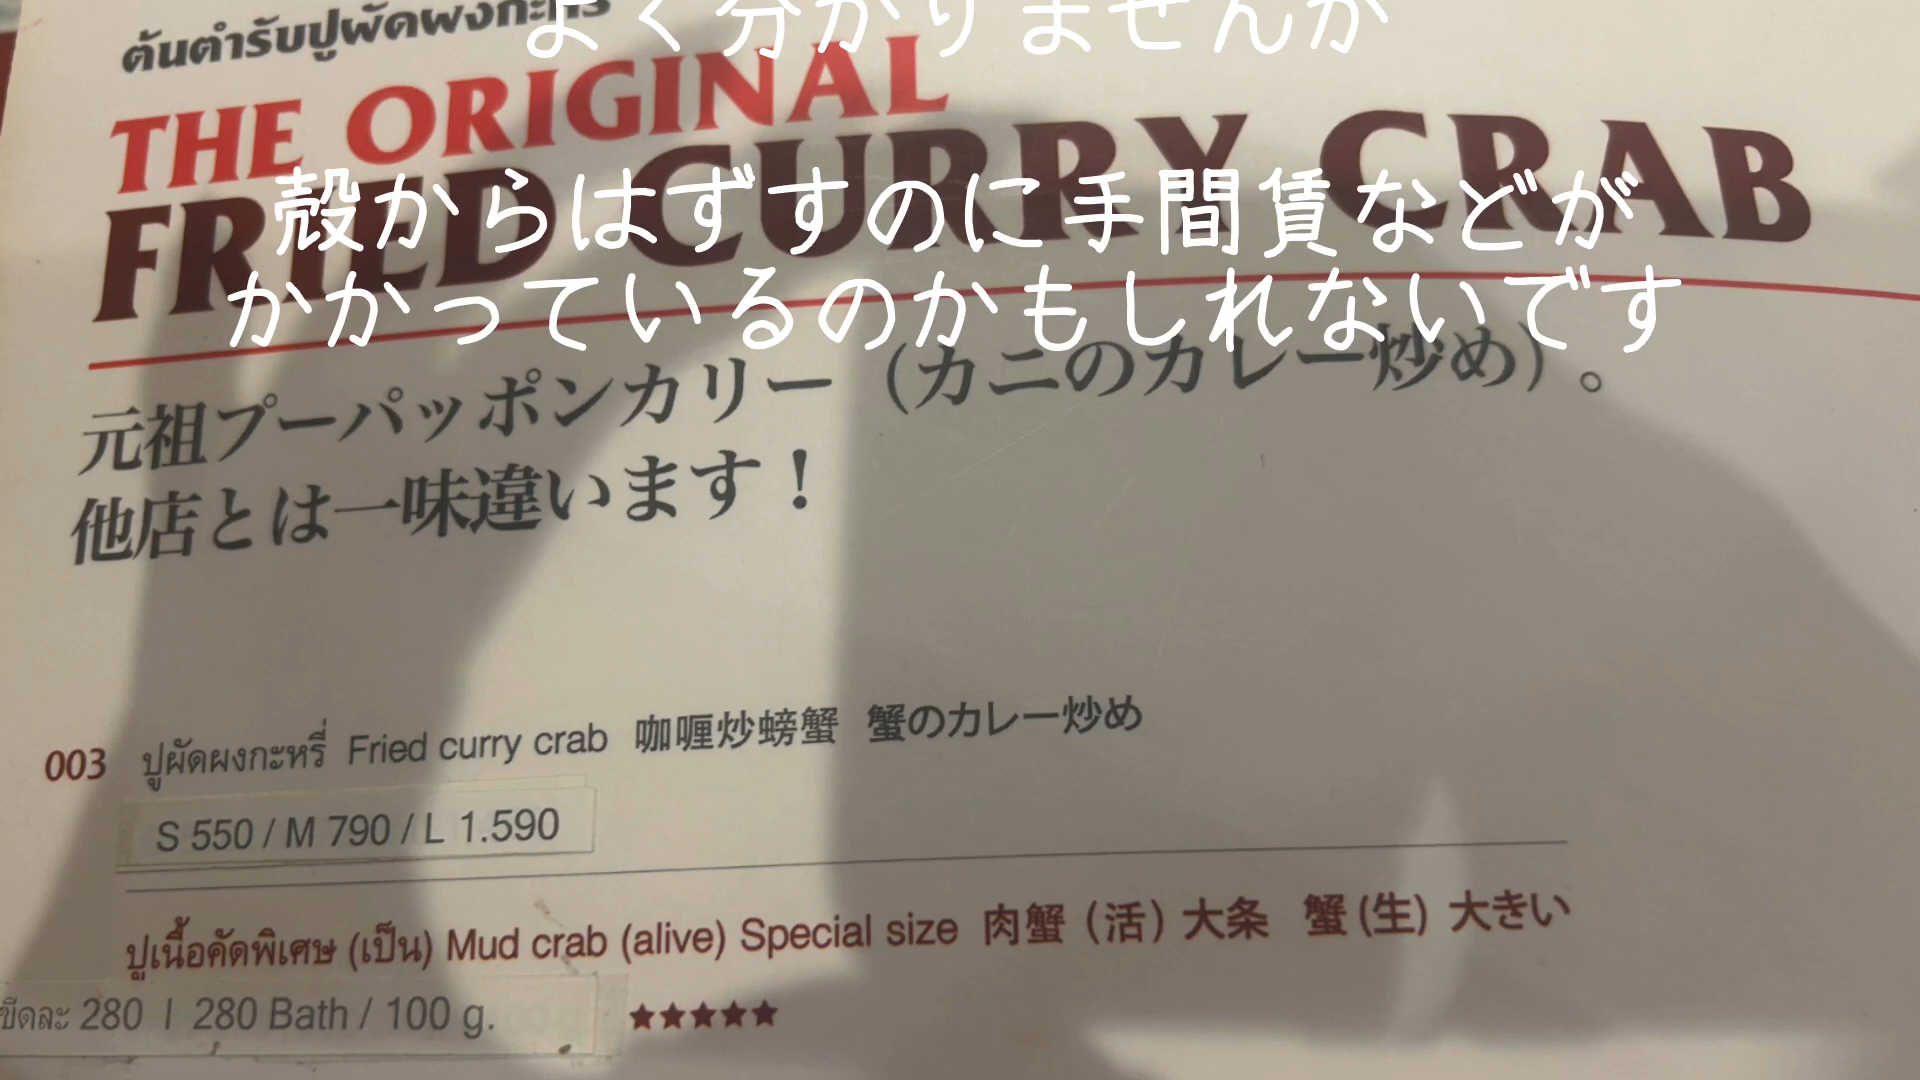 よく分かりませんが
ต้นตำรับปูผัดผงกะหรี่
THE ORIGINAL
FRIED CURRY CRAB
殻からはずすのに手間賃などが
かかっているのかもしれないです
元祖プーパッポンカリー（カニのカレー炒め）。
他店とは一味違います！
003 ปูผัดผงกะหรี่ Fried curry crab 咖喱炒螃蟹 蟹のカレー炒め
S 550 / M 790 / L 1.590
ปูเนื้อคัดพิเศษ (เป็น) Mud crab (alive) Special size 肉蟹（活）大条 蟹(生) 大きい
ขีดละ 280 | 280 Bath / 100 g. ★★★★★